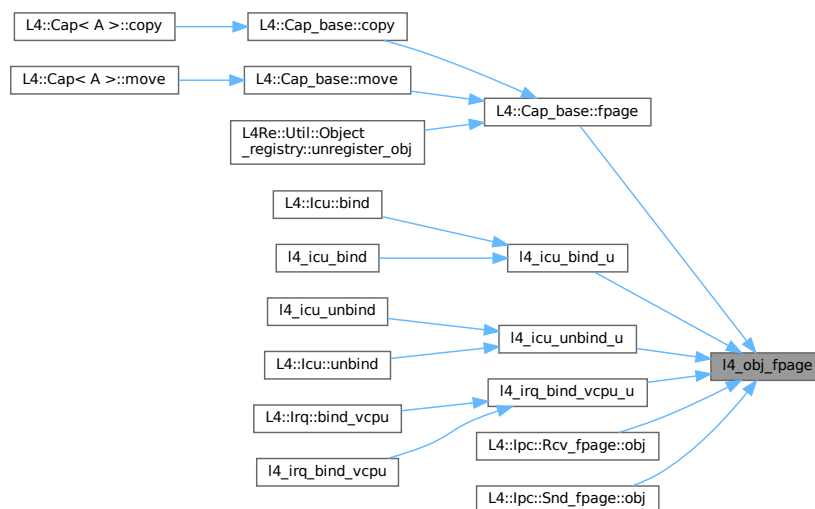 L4::Cap< A >::copy
L4::Cap_base::copy
L4::Cap< A >::move
L4::Cap_base::move
L4::Cap_base::fpage
L4Re::Util::Object
_registry::unregister_obj
L4::Icu::bind
l4_icu_bind
l4_icu_bind_u
l4_icu_unbind
l4_icu_unbind_u
L4::Icu::unbind
l4_obj_fpage
l4_irq_bind_vcpu_u
L4::Irq::bind_vcpu
L4::Ipc::Rcv_fpage::obj
l4_irq_bind_vcpu
L4::Ipc::Snd_fpage::obj